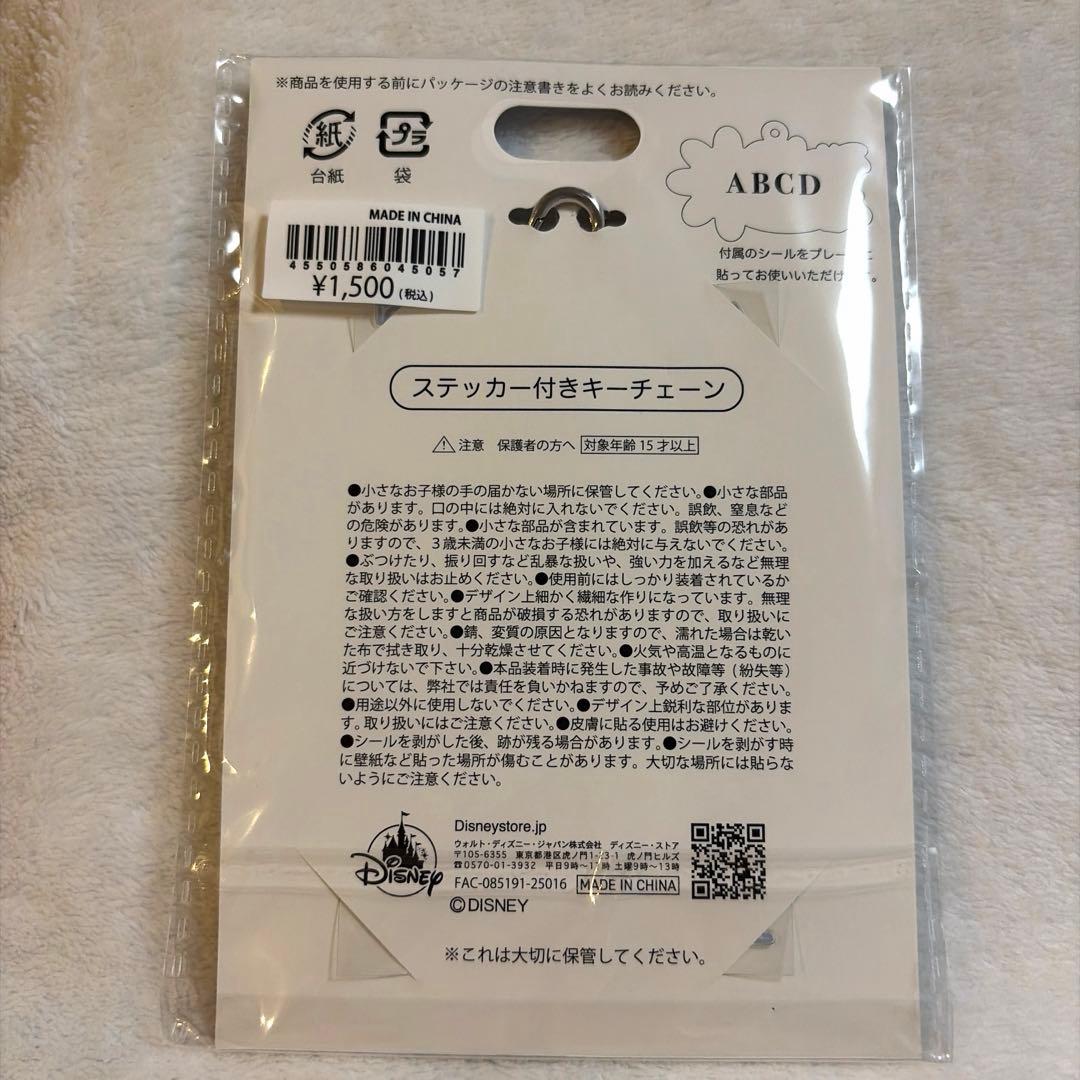 ※商品を使用する前にパッケージの注意書きをよくお読みください。
紙
台紙
プラ
袋
ABCD
付属のシールをプレー
貼ってお使いいただけ す。
MADE IN CHINA
4550586045057
¥1,500(税込)
ステッカー付きキーチェーン
注意 保護者の方へ 対象年齢15才以上
●小さなお子様の手の届かない場所に保管してください。●小さな部品
があります。口の中には絶対に入れないでください。誤飲、窒息など
の危険があります。●小さな部品が含まれています。誤飲等の恐れがあ
りますので、3歳未満の小さなお子様には絶対に与えないでください。
●ぶつけたり、振り回すなど乱暴な扱いや、強い力を加えるなど無理
な取り扱いはお止めください。●使用前にはしっかり装着されているか
ご確認ください。●デザイン上細かく繊細な作りになっています。無理
な扱い方をしますと商品が破損する恐れがありますので、取り扱いに
ご注意ください。●錆、変質の原因となりますので、濡れた場合は乾い
た布で拭き取り、十分乾燥させてください。●火気や高温となるものに
近づけないで下さい。●本品装着時に発生した事故や故障等(紛失等)
については、弊社では責任を負いかねますので、予めご了承ください。
●用途以外に使用しないでください。●デザイン上鋭利な部位がありま
す。取り扱いにはご注意ください。●皮膚に貼る使用はお避けください。
●シールを剥がした後、跡が残る場合があります。●シールを剥がす時
に壁紙など貼った場所が傷むことがあります。大切な場所には貼らな
いようにご注意ください。
Disney
Disneystore.jp
ウォルト・ディズニー・ジャパン株式会社 ディズニー・ストア
〒105-6355 東京都港区虎ノ門1-23-1 虎ノ門ヒルズ
☎0570-01-3932 平日9時〜 時 土曜9時〜13時
FAC-085191-25016 MADE IN CHINA
©DISNEY
※これは大切に保管してください。